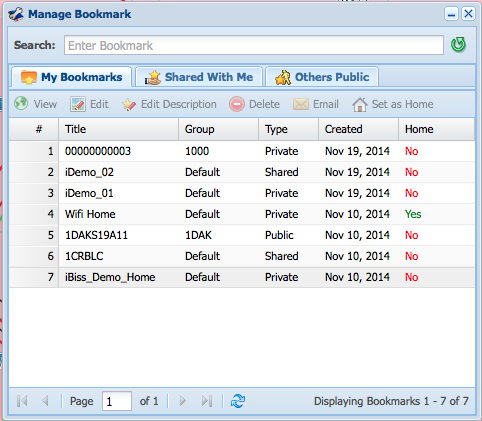 Manage Bookmark
Search: Enter Bookmark
My Bookmarks Shared With Me Others Public
View Edit Edit Description Delete Email Set as Home
# Title Group Type Created Home
1 00000000003 1000 Private Nov 19, 2014 No
2 iDemo_02 Default Shared Nov 19, 2014 No
3 iDemo_01 Default Private Nov 19, 2014 No
4 Wifi Home Default Private Nov 10, 2014 Yes
5 1DAKS19A11 1DAK Public Nov 10, 2014 No
6 1CRBLC Default Shared Nov 10, 2014 No
7 iBiss_Demo_Home Default Private Nov 10, 2014 No
Page 1 of 1 Displaying Bookmarks 1 - 7 of 7